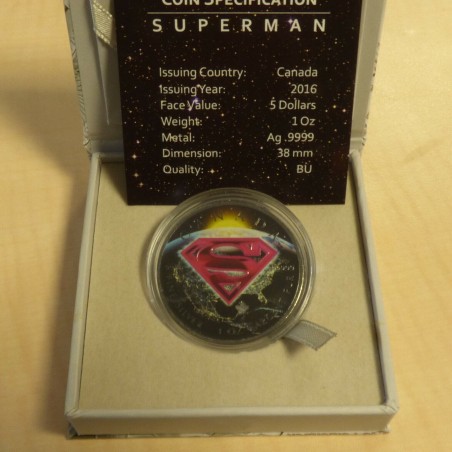 COIN SPECIFICATION
SUPERMAN
Issuing Country: Canada
Issuing Year: 2016
Face Value: 5 Dollars
Weight: 1 Oz
Metal: Ag .9999
Dimension: 38 mm
Quality: BU
S